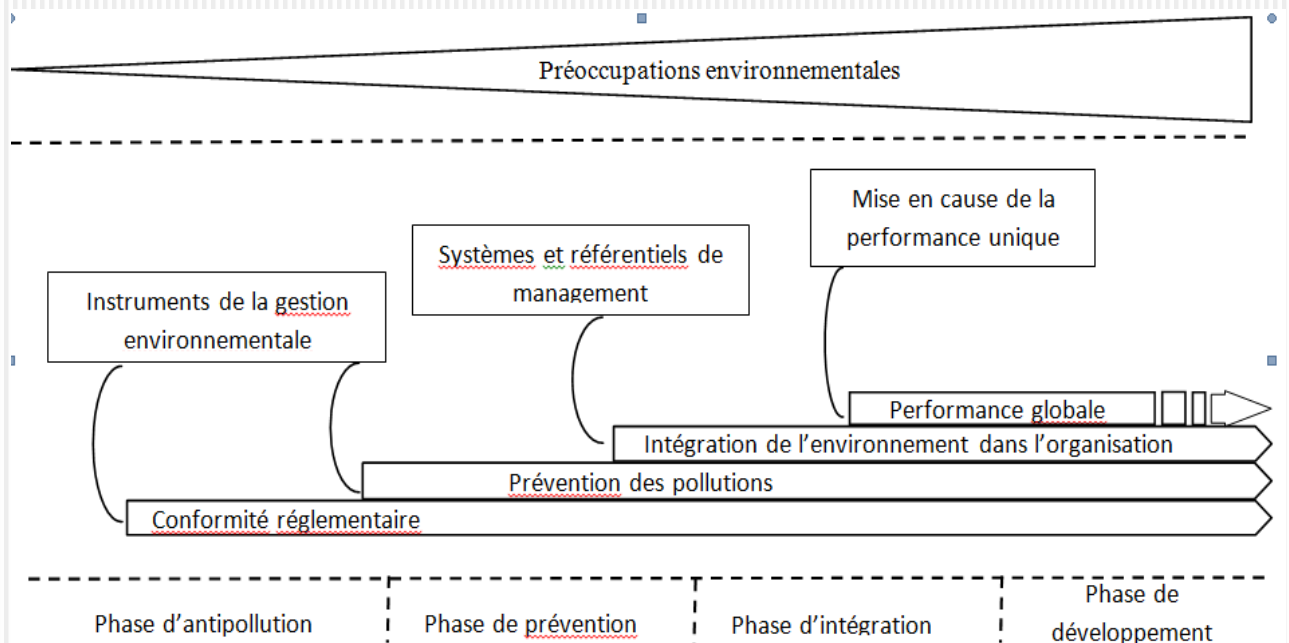 Préoccupations environnementales
Mise en cause de la
performance unique
Systèmes et référentiels de
management
Instruments de la gestion
environnementale
Performance globale
Intégration de l’environnement dans l’organisation
Prévention des pollutions
Conformité réglementaire
Phase d’antipollution
Phase de prévention
Phase d’intégration
Phase de
développement